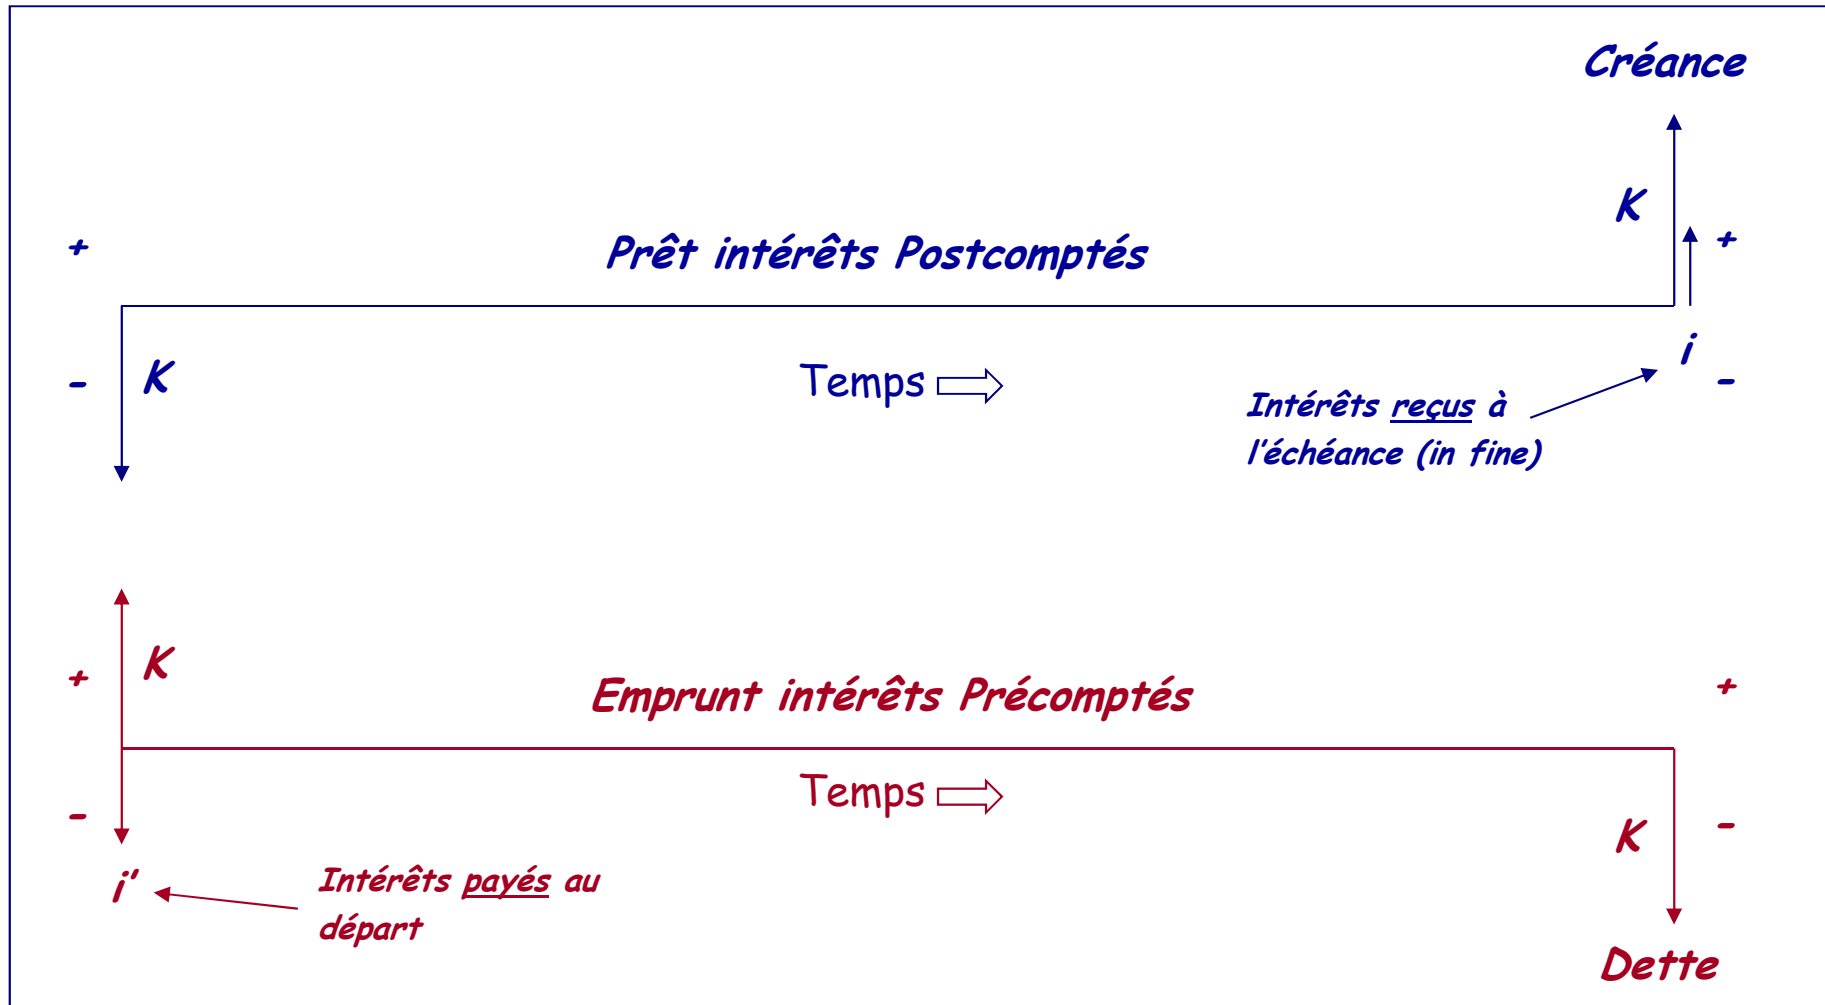 Créance
K
+
+
Prêt intérêts Postcomptés
i
-
K
Temps
-
Intérêts reçus à
l'échéance (in fine)
K
+
+
Emprunt intérêts Précomptés
Temps
-
-
K
i'
Intérêts payés au
départ
Dette